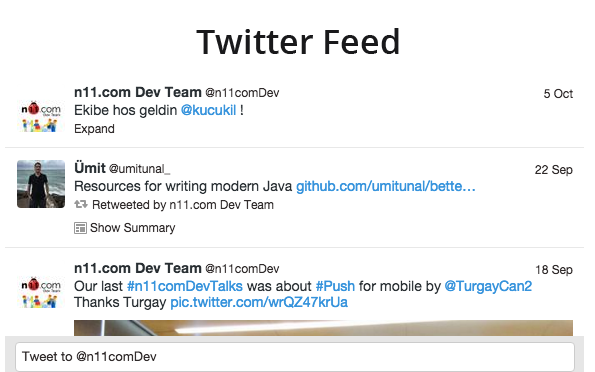 Twitter Feed
n11.com Dev Team @n11comDev 5 Oct
Ekibe hos geldin @kucukil !
Expand
Ümit @umitunal_ 22 Sep
Resources for writing modern Java github.com/umitunal/bette…
Retweeted by n11.com Dev Team
Show Summary
n11.com Dev Team @n11comDev 18 Sep
Our last #n11comDevTalks was about #Push for mobile by @TurgayCan2
Thanks Turgay pic.twitter.com/wrQZ47krUa
Tweet to @n11comDev